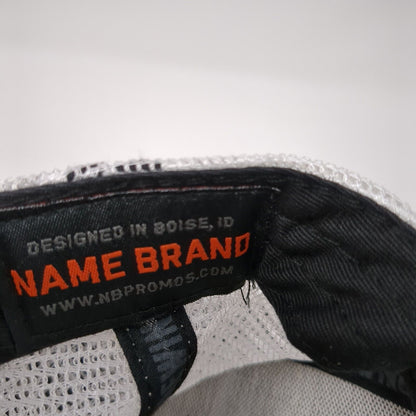 DESIGNED IN BOISE, ID
NAME BRAND
WWW.NBPROMOS.COM